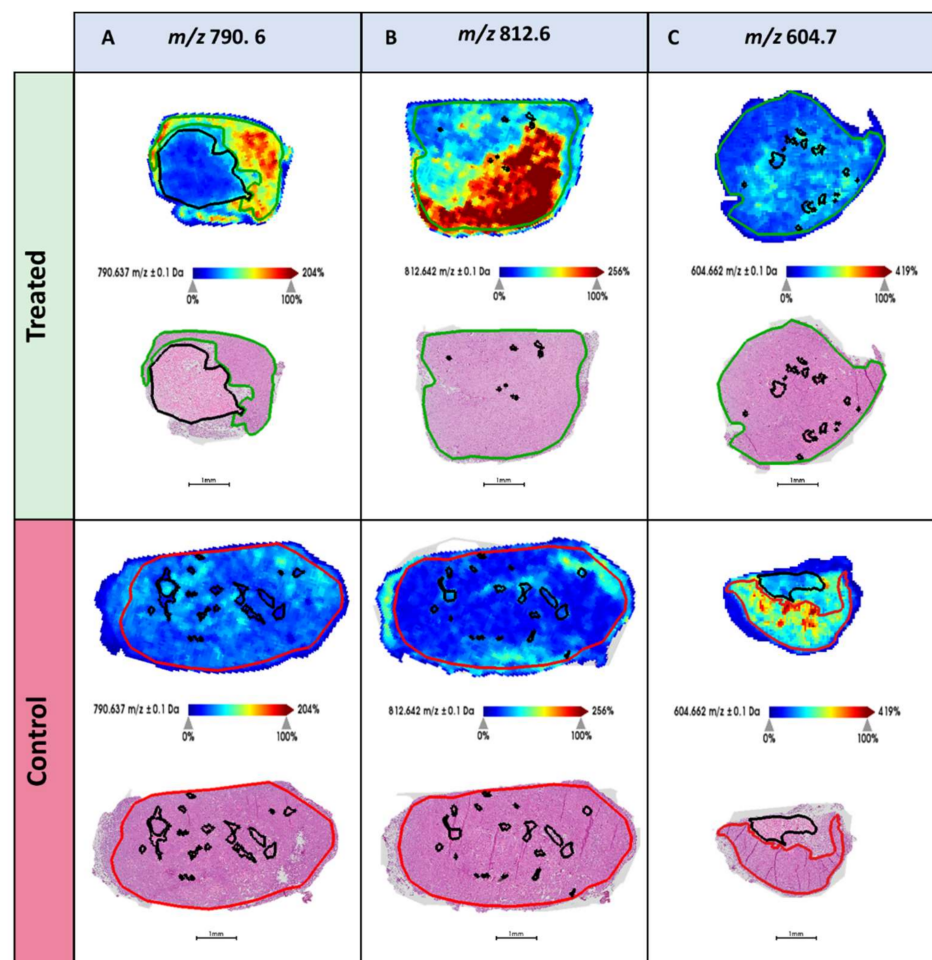 A m/z 790. 6
B m/z 812.6
C m/z 604.7
Treated
790.637 m/z ± 0.1 Da 204%
0% 100%
812.642 m/z ± 0.1 Da 256%
0% 100%
604.662 m/z ± 0.1 Da 419%
0% 100%
1mm
1mm
1mm
Control
790.637 m/z ± 0.1 Da 204%
0% 100%
812.642 m/z ± 0.1 Da 256%
0% 100%
604.662 m/z ± 0.1 Da 419%
0% 100%
1mm
1mm
1mm